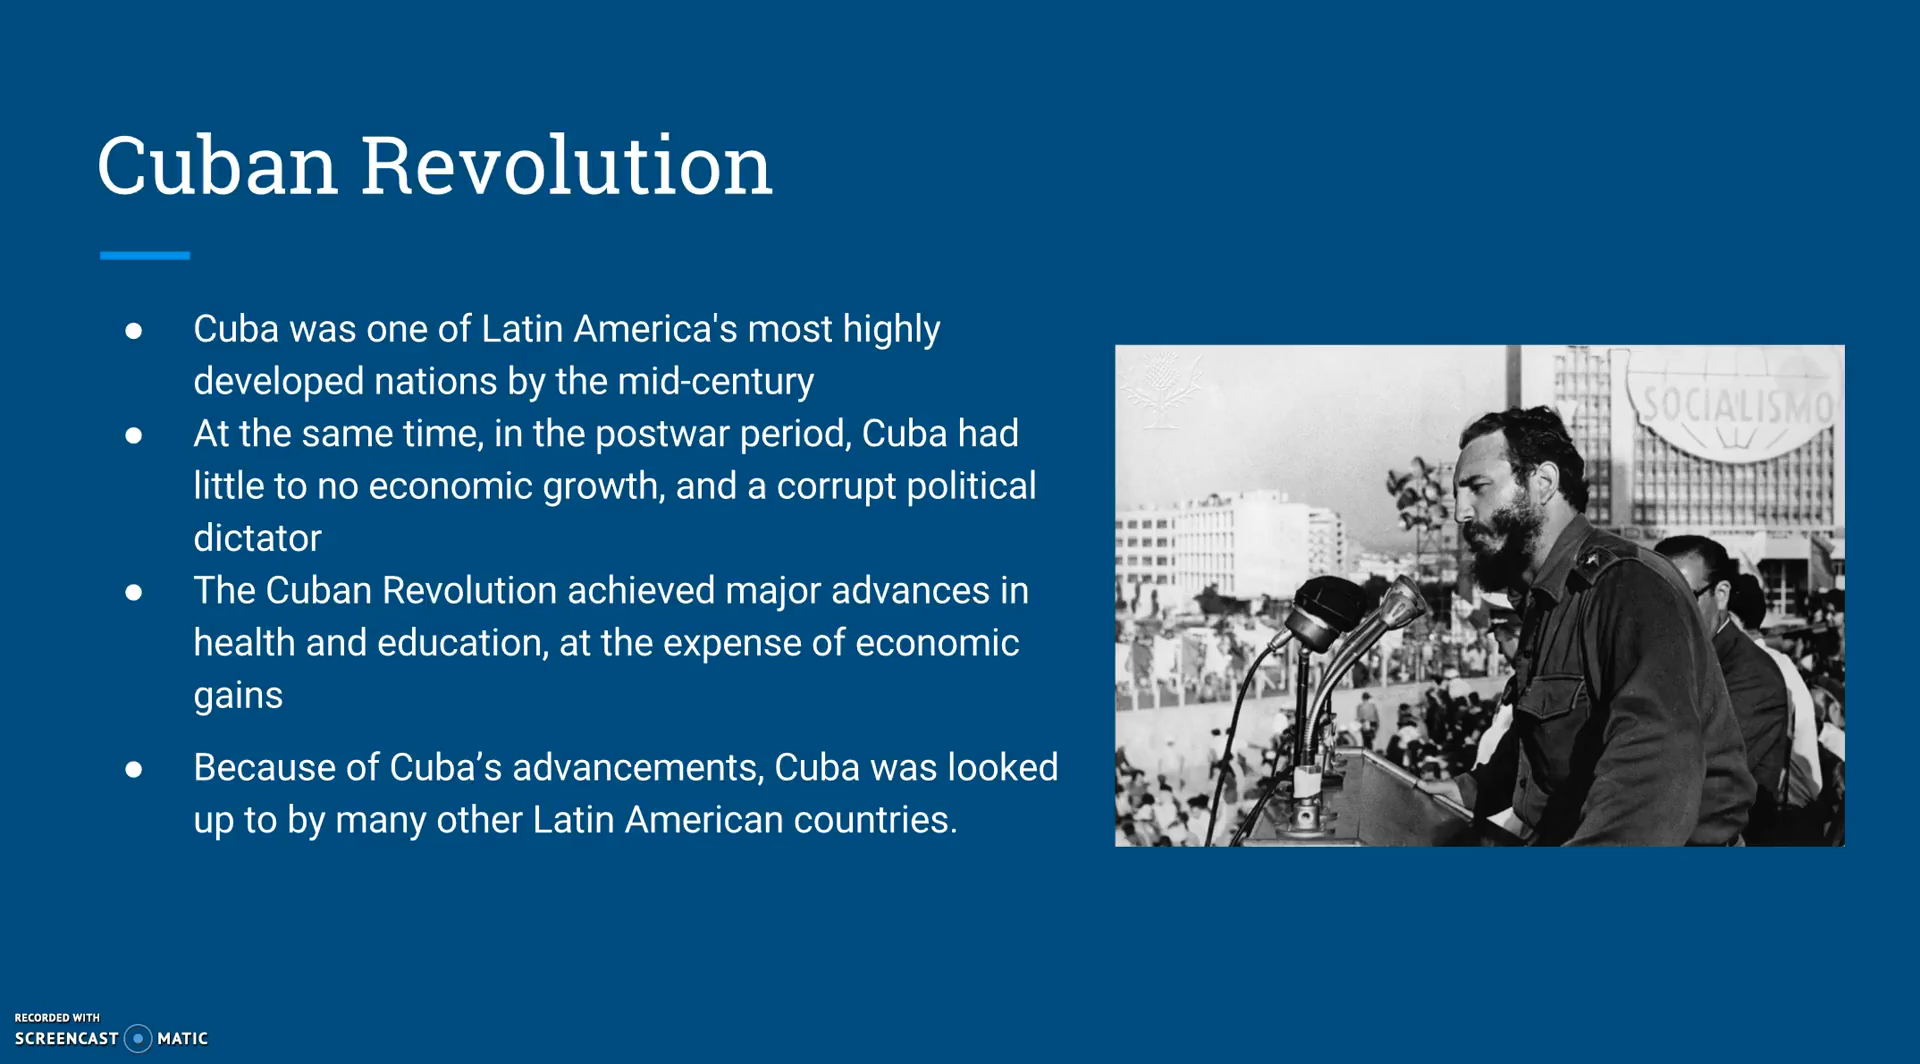 Cuban Revolution
● Cuba was one of Latin America's most highly
developed nations by the mid-century
● At the same time, in the postwar period, Cuba had
little to no economic growth, and a corrupt political
dictator
● The Cuban Revolution achieved major advances in
health and education, at the expense of economic
gains
● Because of Cuba’s advancements, Cuba was looked
up to by many other Latin American countries.
SOCIALISMO
RECORDED WITH
SCREENCAST MATIC